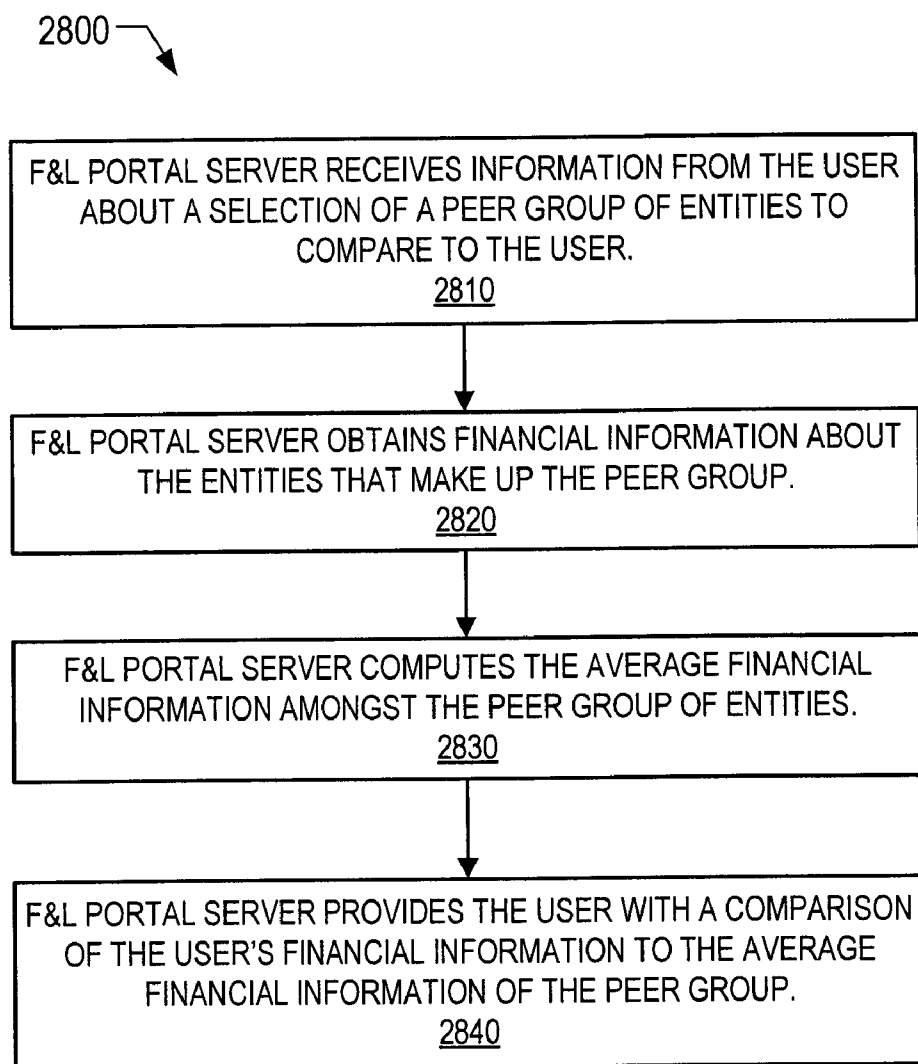 2800
F&L PORTAL SERVER RECEIVES INFORMATION FROM THE USER
ABOUT A SELECTION OF A PEER GROUP OF ENTITIES TO
COMPARE TO THE USER.
2810
F&L PORTAL SERVER OBTAINS FINANCIAL INFORMATION ABOUT
THE ENTITIES THAT MAKE UP THE PEER GROUP.
2820
F&L PORTAL SERVER COMPUTES THE AVERAGE FINANCIAL
INFORMATION AMONGST THE PEER GROUP OF ENTITIES.
2830
F&L PORTAL SERVER PROVIDES THE USER WITH A COMPARISON
OF THE USER'S FINANCIAL INFORMATION TO THE AVERAGE
FINANCIAL INFORMATION OF THE PEER GROUP.
2840